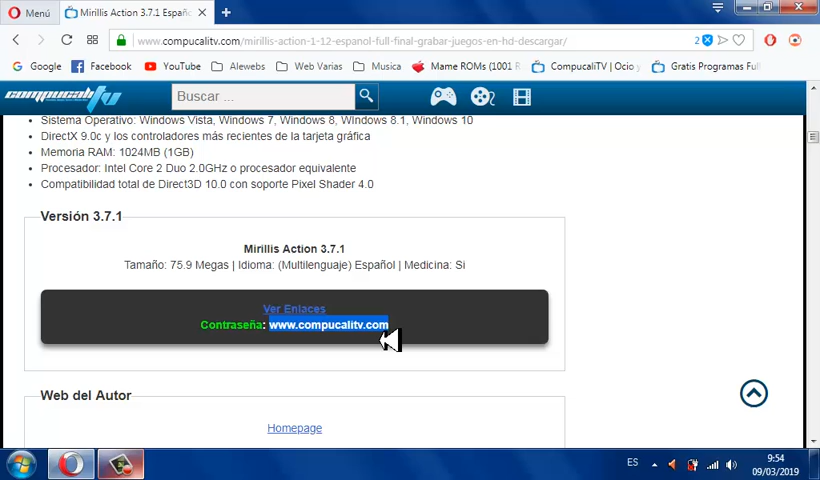 Menú
Mirillis Action 3.7.1 Españo
www.compucalitv.com/mirillis-action-1-12-espanol-full-final-grabar-juegos-en-hd-descargar/
2
Google
Facebook
YouTube
Alewebs
Web Varias
Musica
Mame ROMs (1001 R
CompucaliTV | Ocio y
Gratis Programas Full
compucalitv
Buscar ...
Sistema Operativo: Windows Vista, Windows 7, Windows 8, WIndows 8.1, Windows 10
DirectX 9.0c y los controladores más recientes de la tarjeta gráfica
Memoria RAM: 1024MB (1GB)
Procesador: Intel Core 2 Duo 2.0GHz o procesador equivalente
Compatibilidad total de Direct3D 10.0 con soporte Pixel Shader 4.0
Versión 3.7.1
Mirillis Action 3.7.1
Tamaño: 75.9 Megas | Idioma: (Multilenguaje) Español | Medicina: Si
Ver Enlaces
Contraseña: www.compucalitv.com
Web del Autor
Homepage
ES
9:54
09/03/2019